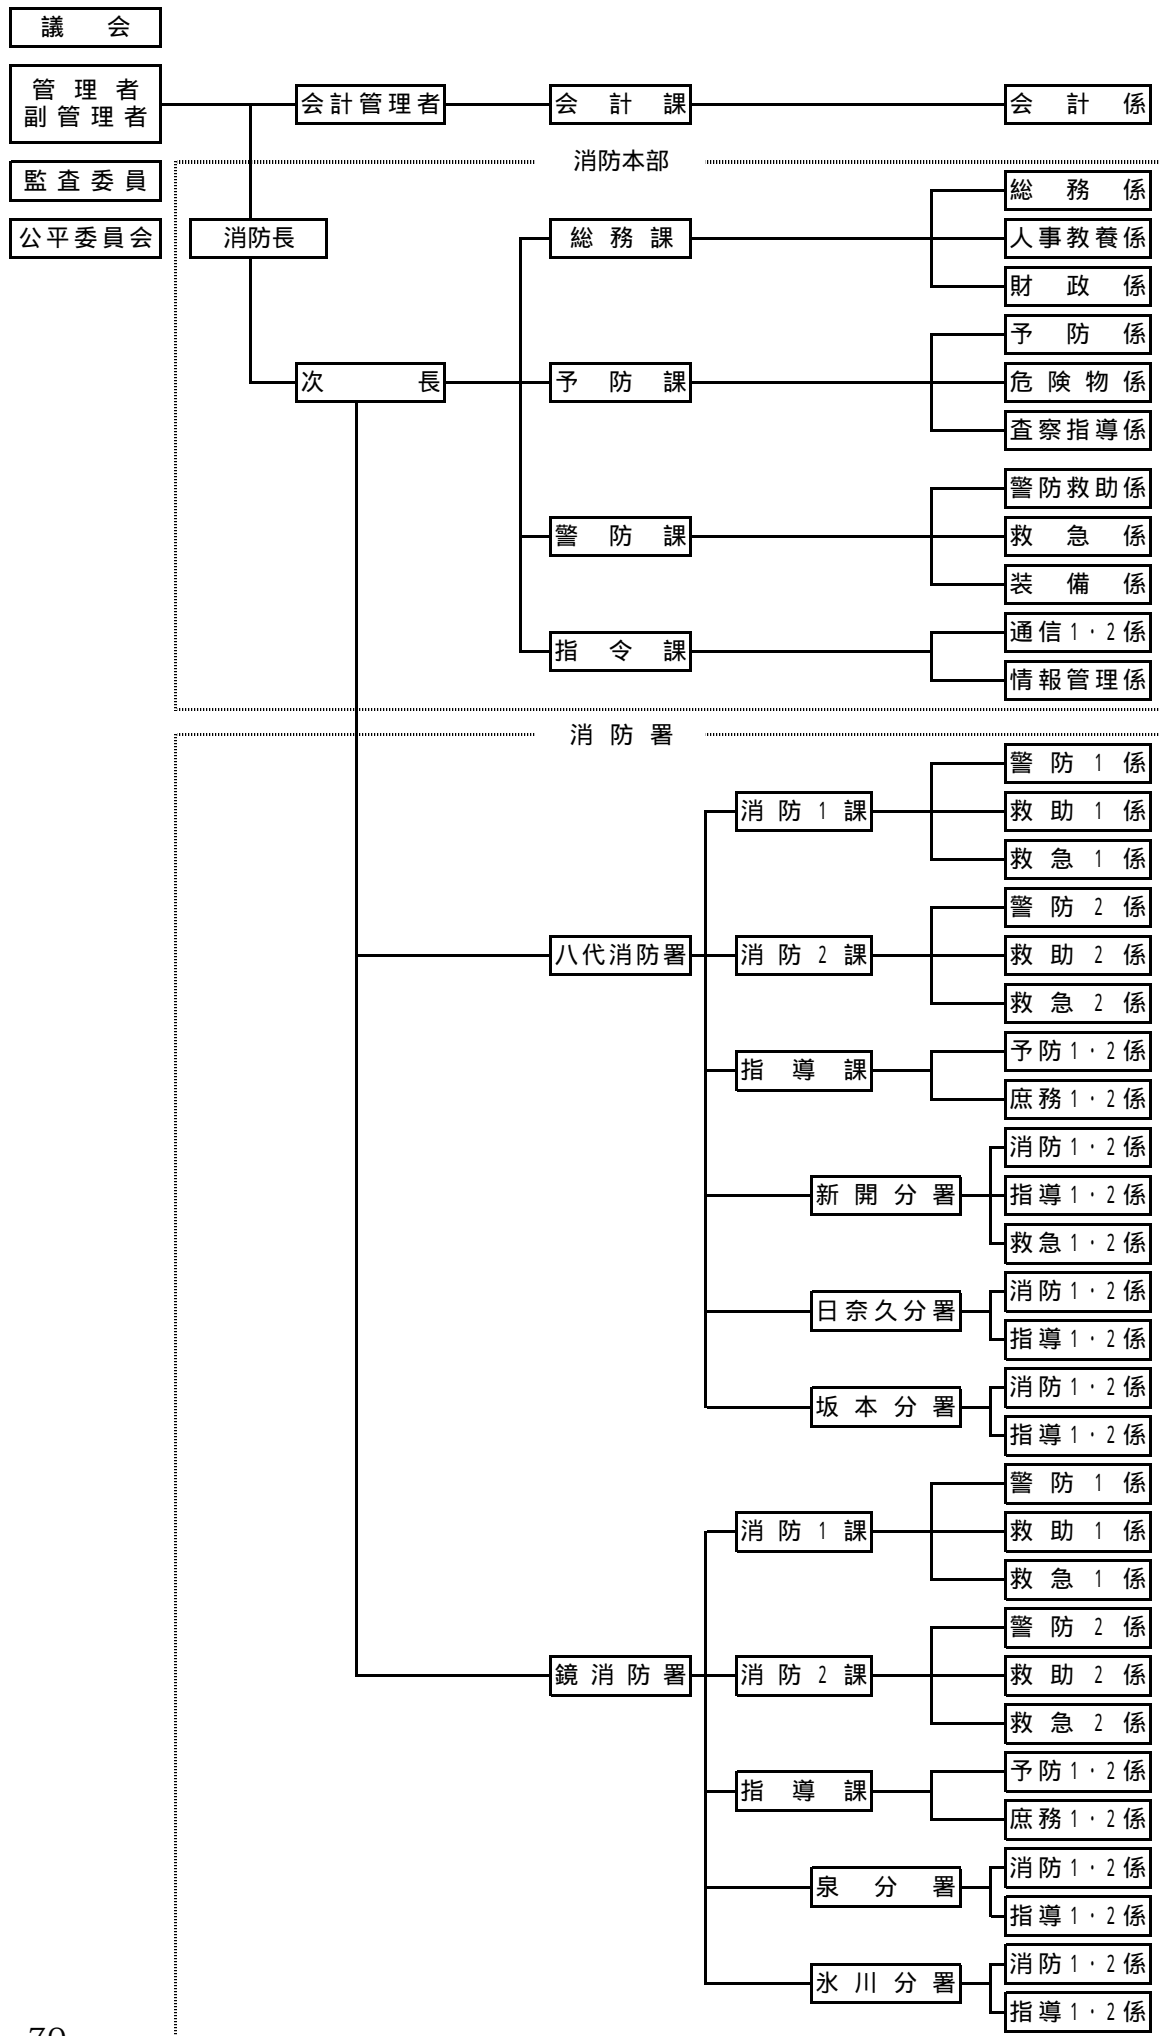 議会
管理者
副管理者
会計管理者
会計課
会計係
監査委員
公平委員会
消防本部
消防長
次長
総務課
総務係
人事教養係
財政係
予防課
予防係
危険物係
査察指導係
警防課
警防救助係
救急係
装備係
指令課
通信1・2係
情報管理係
消防署
八代消防署
消防1課
警防1係
救助1係
救急1係
消防2課
警防2係
救助2係
救急2係
指導課
予防1・2係
庶務1・2係
新開分署
消防1・2係
指導1・2係
救急1・2係
日奈久分署
消防1・2係
指導1・2係
坂本分署
消防1・2係
指導1・2係
鏡消防署
消防1課
警防1係
救助1係
救急1係
消防2課
警防2係
救助2係
救急2係
指導課
予防1・2係
庶務1・2係
泉分署
消防1・2係
指導1・2係
氷川分署
消防1・2係
指導1・2係